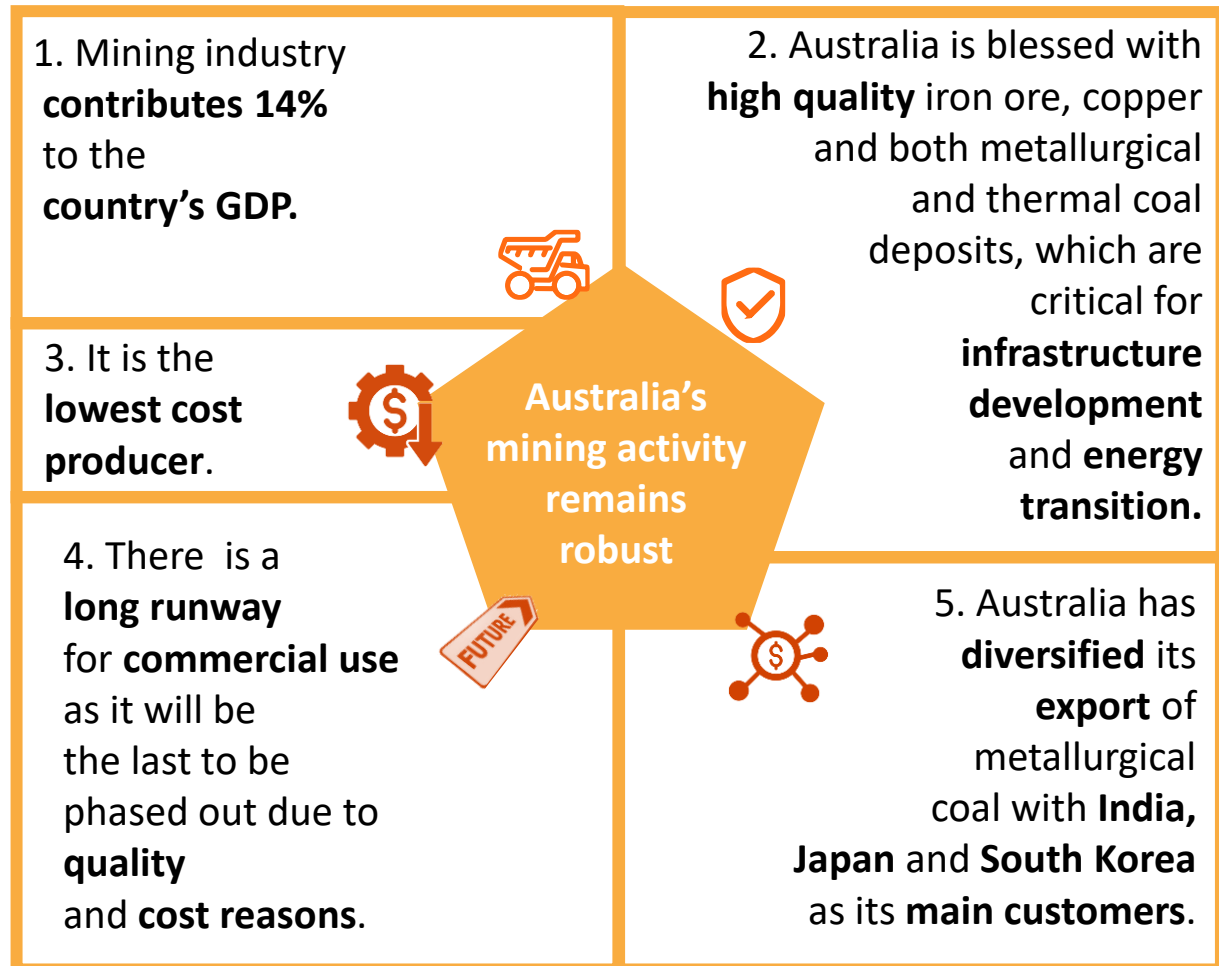 1. Mining industry
contributes 14%
to the
country’s GDP.
2. Australia is blessed with
high quality iron ore, copper
and both metallurgical
and thermal coal
deposits, which are
critical for
infrastructure
development
and energy
transition.
3. It is the
lowest cost
producer.
Australia’s
mining activity
remains
robust
4. There is a
long runway
for commercial use
as it will be
the last to be
phased out due to
quality
and cost reasons.
FUTURE
5. Australia has
diversified its
export of
metallurgical
coal with India,
Japan and South Korea
as its main customers.